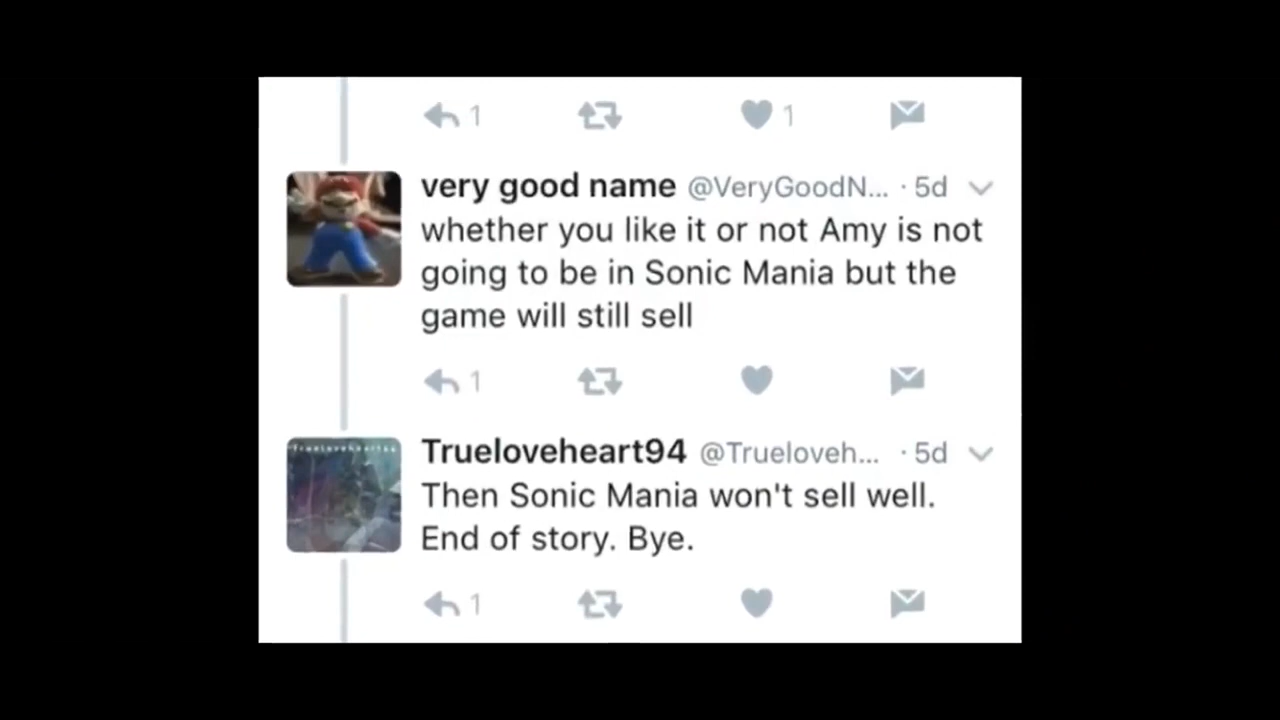 1 1
very good name @VeryGoodN... · 5d
whether you like it or not Amy is not
going to be in Sonic Mania but the
game will still sell
1
Trueloveheart94 @Trueloveh... · 5d
Then Sonic Mania won't sell well.
End of story. Bye.
1